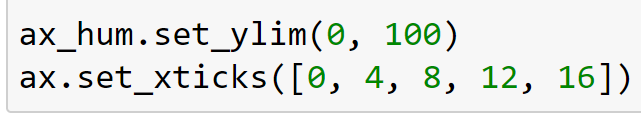 ax_hum.set_ylim(0, 100)
ax.set_xticks([0, 4, 8, 12, 16])